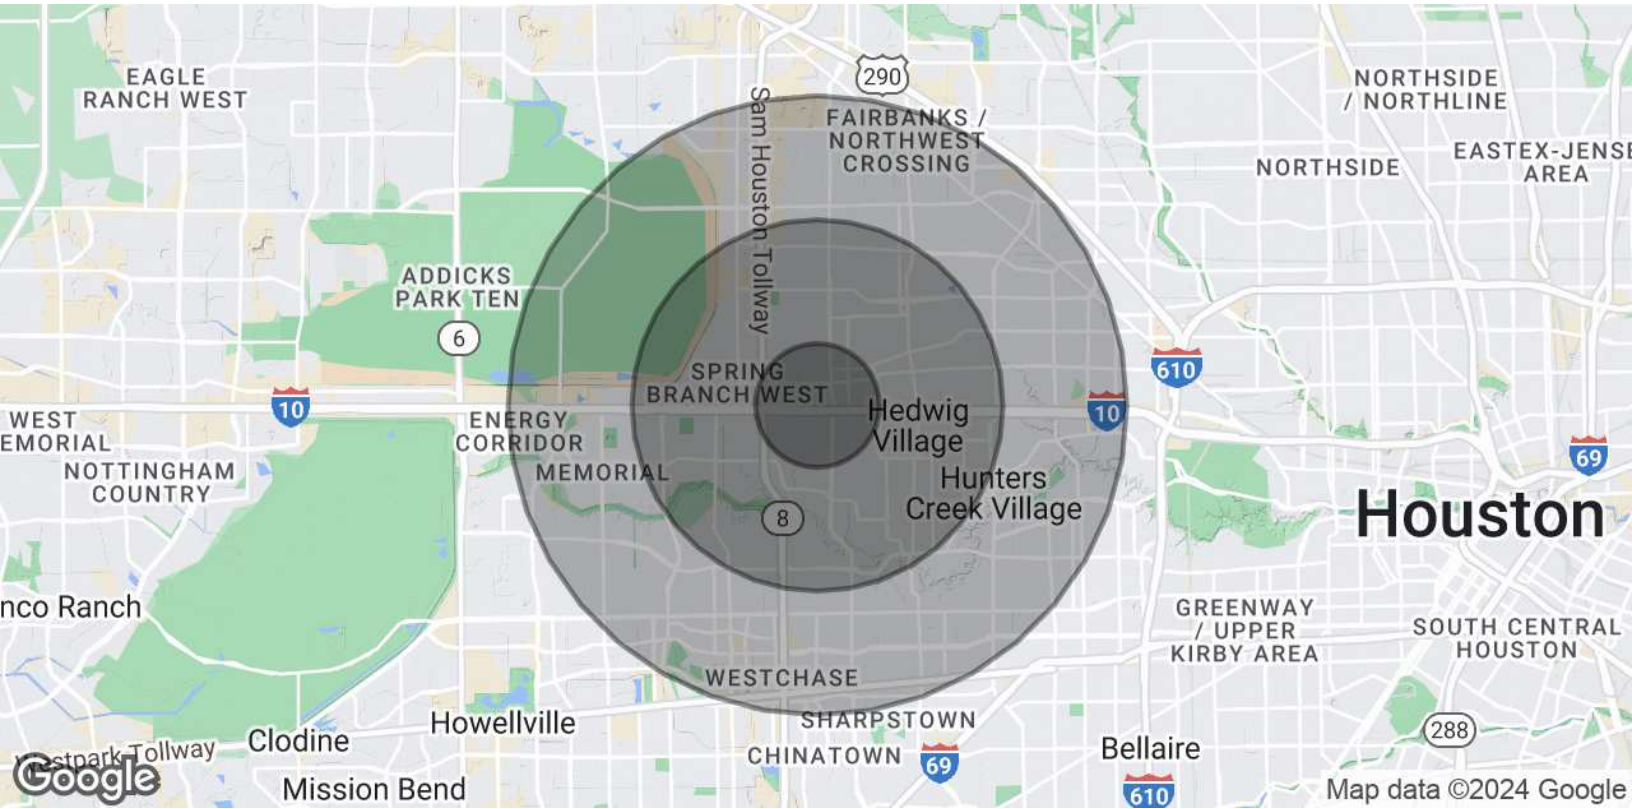 290
EAGLE
RANCH WEST
NORTHSIDE
/ NORTHLINE
Sam Houston Tollway
FAIRBANKS /
NORTHWEST
CROSSING
NORTHSIDE
EASTEX-JENSE
AREA
ADDICKS
PARK TEN
6
610
SPRING
BRANCH WEST
10
10
WEST
EMORIAL
ENERGY
CORRIDOR
Hedwig
Village
69
NOTTINGHAM
COUNTRY
MEMORIAL
Hunters
Creek Village
8
Houston
nco Ranch
GREENWAY
/ UPPER
KIRBY AREA
SOUTH CENTRAL
HOUSTON
WESTCHASE
Howellville
SHARPSTOWN
288
Clodine
Westpark Tollway
CHINATOWN
69
Bellaire
Google
Mission Bend
610
Map data ©2024 Google